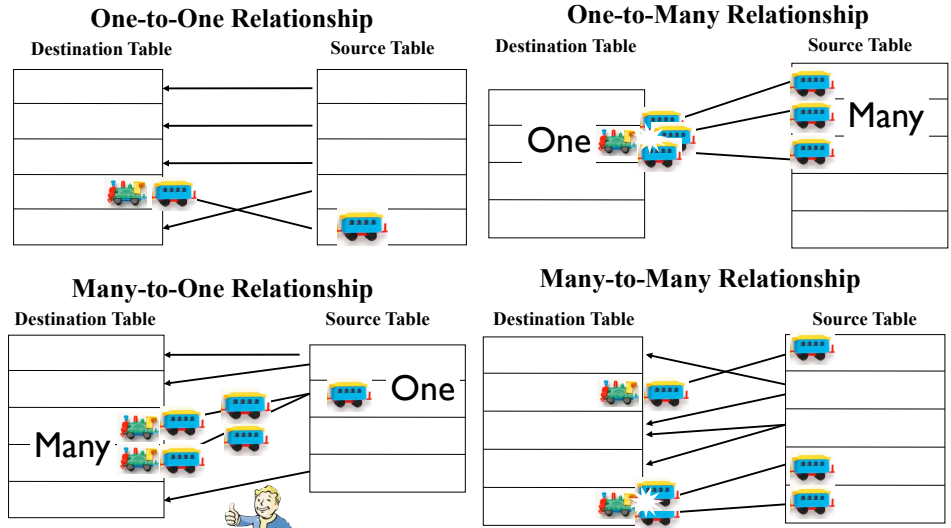 One-to-One Relationship
Destination Table
Source Table
One-to-Many Relationship
Destination Table
Source Table
One
Many
Many-to-One Relationship
Destination Table
Source Table
One
Many
Many-to-Many Relationship
Destination Table
Source Table